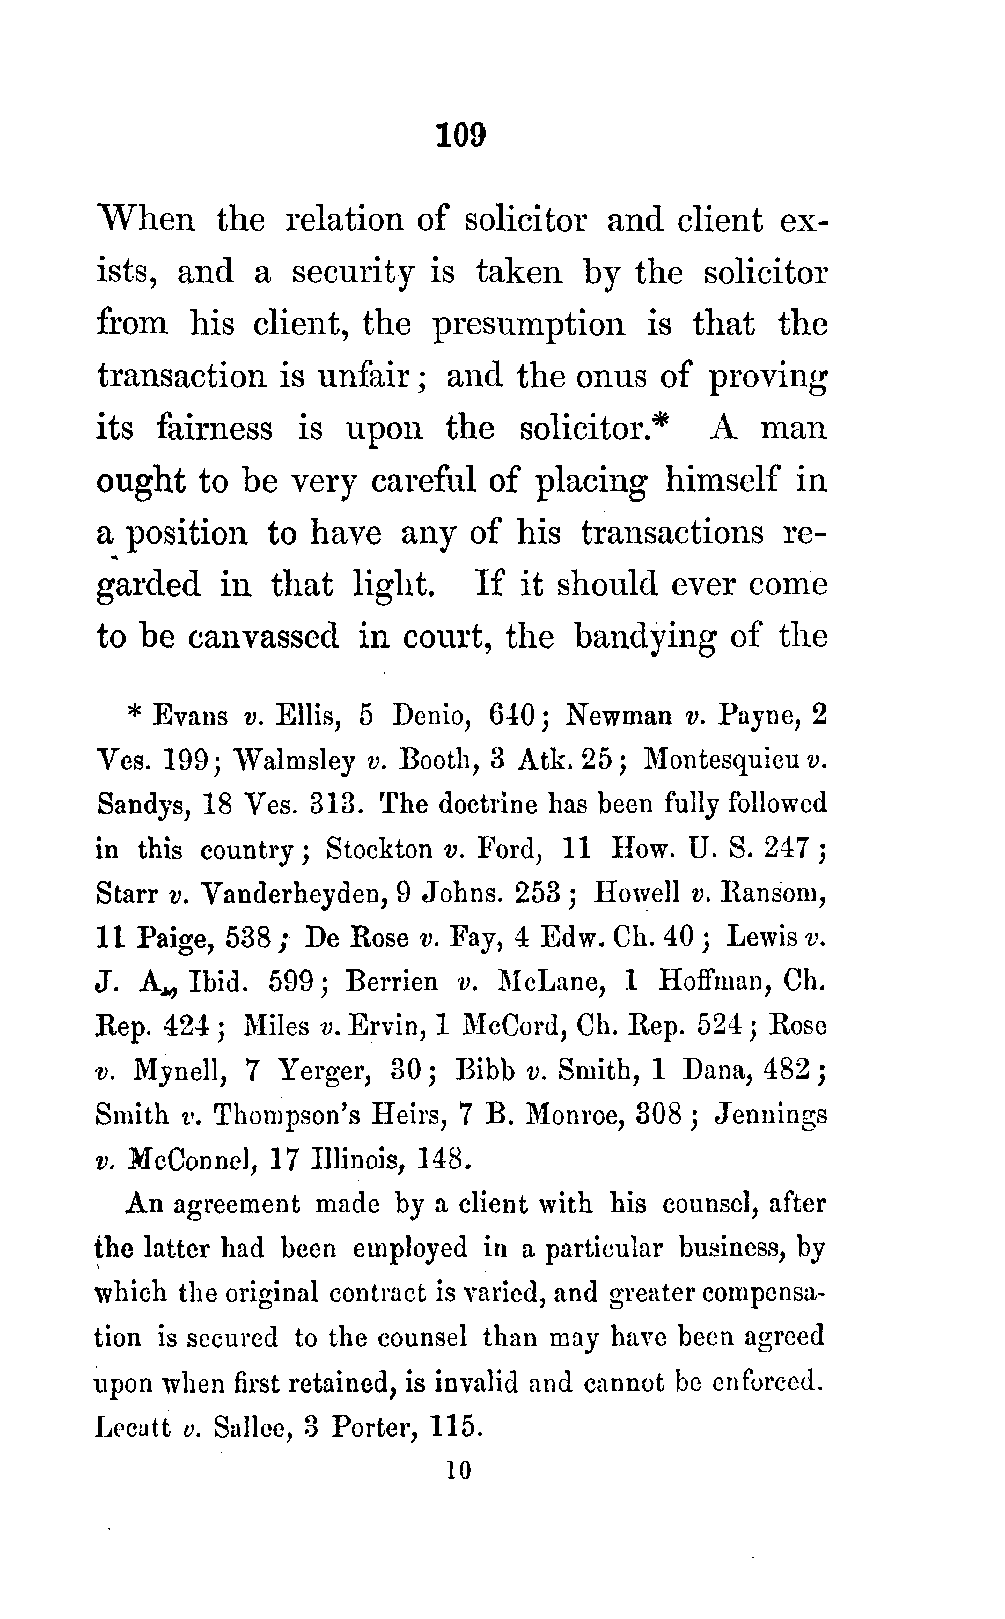 109
When the relation of solicitor and client ex-
ists, and a security is taken by the solicitor
from his client, the presumption is that the
transaction is unfair; and the onus of proving
its fairness is upon the solicitor.* A man
ought to be very careful of placing himself in
a position to have any of his transactions re-
garded in that light. If it should ever come
to be canvassed in court, the bandying of the
* Evans v. Ellis, 5 Denio, 640; Newman v. Payne, 2
Ves. 199; Walmsley v. Booth, 3 Atk. 25; Montesquieu v.
Sandys, 18 Ves. 313. The doctrine has been fully followed
in this country; Stockton v. Ford, 11 How. U. S. 247;
Starr v. Vanderheyden, 9 Johns. 253; Howell v. Ransom,
11 Paige, 538; De Rose v. Fay, 4 Edw. Ch. 40; Lewis v.
J. A., Ibid. 599; Berrien v. McLane, 1 Hoffman, Ch.
Rep. 424; Miles v. Ervin, 1 McCord, Ch. Rep. 524; Rose
v. Mynell, 7 Yerger, 30; Bibb v. Smith, 1 Dana, 482;
Smith v. Thompson's Heirs, 7 B. Monroe, 308; Jennings
v. McConnel, 17 Illinois, 148.
An agreement made by a client with his counsel, after
the latter had been employed in a particular business, by
which the original contract is varied, and greater compensa-
tion is secured to the counsel than may have been agreed
upon when first retained, is invalid and cannot be enforced.
Lecatt v. Sallee, 3 Porter, 115.
10